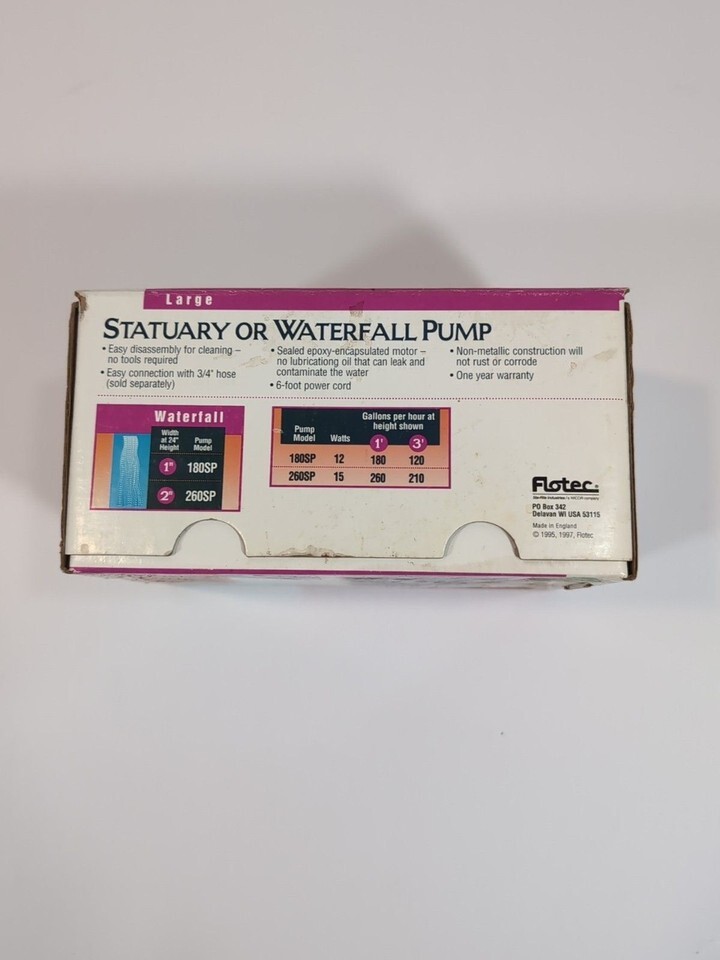 Large
STATUARY OR WATERFALL PUMP
• Easy disassembly for cleaning –
no tools required
• Easy connection with 3/4" hose
(sold separately)
• Sealed epoxy-encapsulated motor –
no lubricationg oil that can leak and
contaminate the water
• 6-foot power cord
• Non-metallic construction will
not rust or corrode
• One year warranty
Waterfall
Width
at 24"
Height
Pump
Model
1" 180SP
2" 260SP
Gallons per hour at
height shown
Pump
Model Watts 1' 3'
180SP 12 180 120
260SP 15 260 210
Flotec®
PO Box 342
Delavan WI USA 53115
Made in England
© 1995, 1997, Flotec